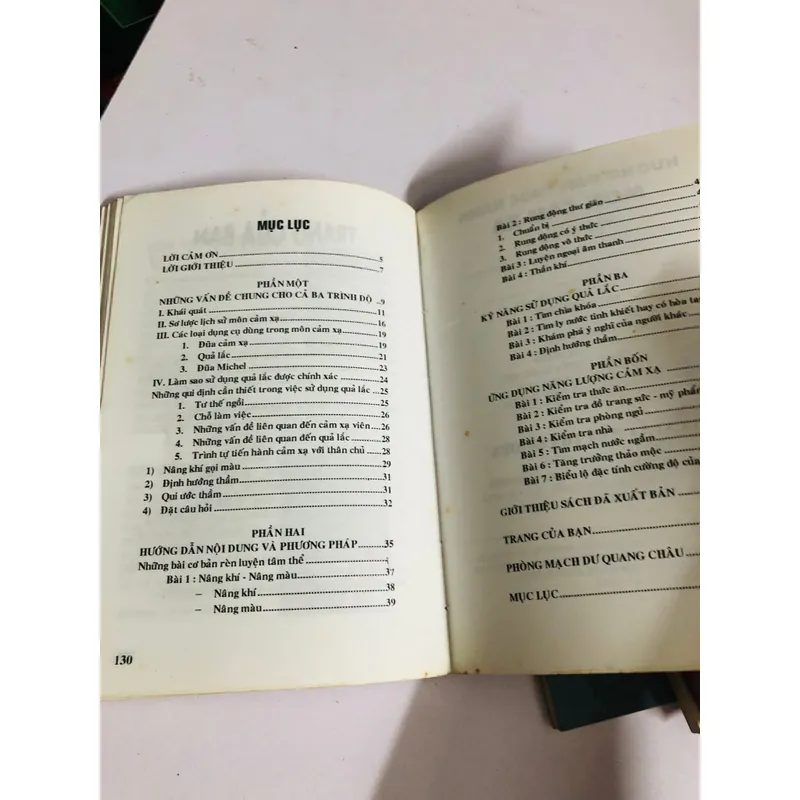 MỤC LỤC
LỜI CẢM ƠN 5
LỜI GIỚI THIỆU 7
PHẦN MỘT
NHỮNG VẤN ĐỀ CHUNG CHO CẢ BA TRÌNH ĐỘ ..9
I. Khái quát 11
II. Sơ lược lịch sử môn cảm xạ 16
III. Các loại dụng cụ dùng trong môn cảm xạ 19
1. Đũa cảm xạ 19
2. Quả lắc 21
3. Đũa Michel 23
IV. Làm sao sử dụng quả lắc được chính xác 24
Những qui định cần thiết trong việc sử dụng quả lắc 25
1. Tư thế ngồi 25
2. Chỗ làm việc 26
3. Những vấn đề liên quan đến cảm xạ viên 26
4. Những vấn đề liên quan đến quả lắc 28
5. Trình tự tiến hành cảm xạ với thân chủ 28
1) Nâng khí gọi màu 29
2) Định hướng thầm 31
3) Qui ước thầm 31
4) Đặt câu hỏi 32
PHẦN HAI
HƯỚNG DẪN NỘI DUNG VÀ PHƯƠNG PHÁP 35
Những bài cơ bản rèn luyện tâm thể
Bài 1 : Nâng khí - Nâng màu 37
– Nâng khí 38
– Nâng màu 39
130
Bài 2 : Rung động thư giãn 4
1. Chuẩn bị 4
2. Rung động có ý thức
3. Rung động vô thức
Bài 3 : Luyện ngoại âm thanh
Bài 4 : Thần khí
PHẦN BA
KỸ NĂNG SỬ DỤNG QUẢ LẮC
Bài 1 : Tìm chìa khóa
Bài 2 : Tìm ly nước tinh khiết hay có hòa tan
Bài 3 : Khám phá ý nghĩ của người khác
Bài 4 : Định hướng thầm
PHẦN BỐN
ỨNG DỤNG NĂNG LƯỢNG CẢM XẠ
Bài 1 : Kiểm tra thức ăn
Bài 2 : Kiểm tra đồ trang sức - mỹ phẩm
Bài 3 : Kiểm tra phòng ngủ
Bài 4 : Kiểm tra nhà
Bài 5 : Tìm mạch nước ngầm
Bài 6 : Tăng trưởng thảo mộc
Bài 7 : Biểu lộ đặc tính cường độ của
GIỚI THIỆU SÁCH ĐÃ XUẤT BẢN
TRANG CỦA BẠN
PHÒNG MẠCH DƯ QUANG CHÂU
MỤC LỤC